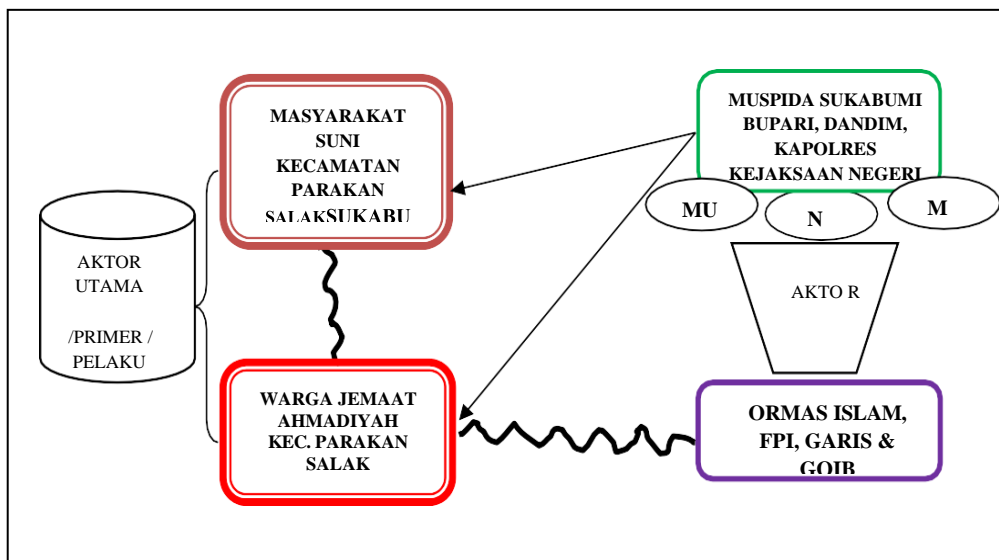 MASYARAKAT
SUNI
KECAMATAN
PARAKAN
SALAKSUKABU
MUSPIDA SUKABUMI
BUPARI, DANDIM,
KAPOLRES
KEJAKSAAN NEGERI
MU
N
M
AKTOR
UTAMA
/PRIMER /
PELAKU
AKTO R
WARGA JEMAAT
AHMADIYAH
KEC. PARAKAN
SALAK
ORMAS ISLAM,
FPI, GARIS &
GOIB